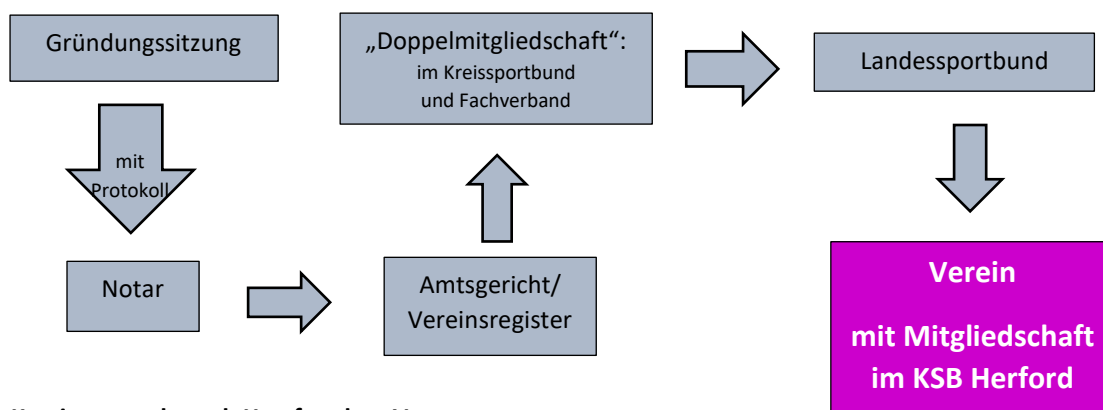 Gründungssitzung
mit
Protokoll
Notar
Amtsgericht/
Vereinsregister
„Doppelmitgliedschaft“:
im Kreissportbund
und Fachverband
Landessportbund
Verein
mit Mitgliedschaft
im KSB Herford